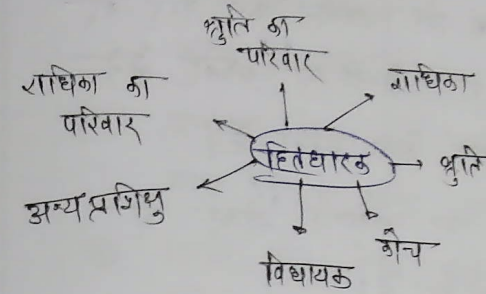 श्रुति का
परिवार
राधिका का
परिवार
राधिका
हितधारक
श्रुति
अन्य प्रशिक्षु
कोच
विधायक